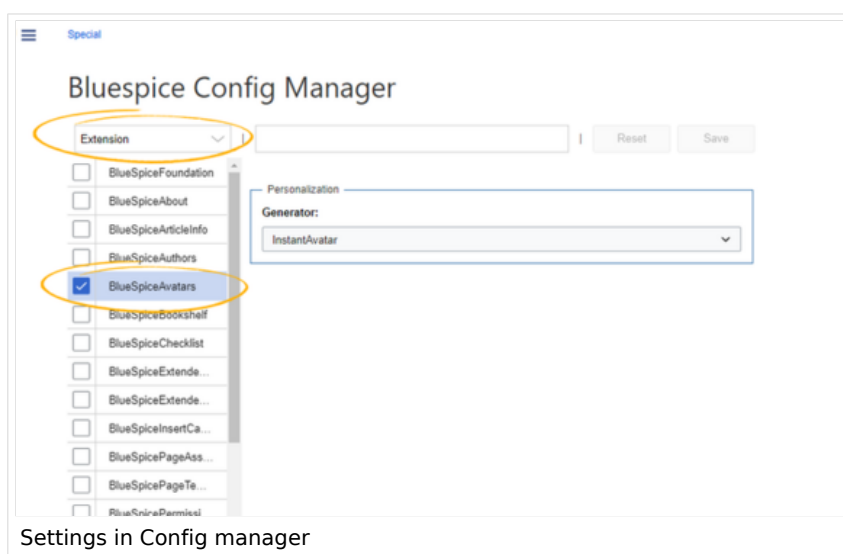 Special
Bluespice Config Manager
Extension | | Reset Save
BlueSpiceFoundation
BlueSpiceAbout
BlueSpiceArticleInfo
BlueSpiceAuthors
BlueSpiceAvatars
BlueSpiceBookshelf
BlueSpiceChecklist
BlueSpiceExtende...
BlueSpiceExtende...
BlueSpiceInsertCa...
BlueSpicePageAss...
BlueSpicePageTe...
BlueSpicePermissi
Personalization
Generator:
InstantAvatar
Settings in Config manager